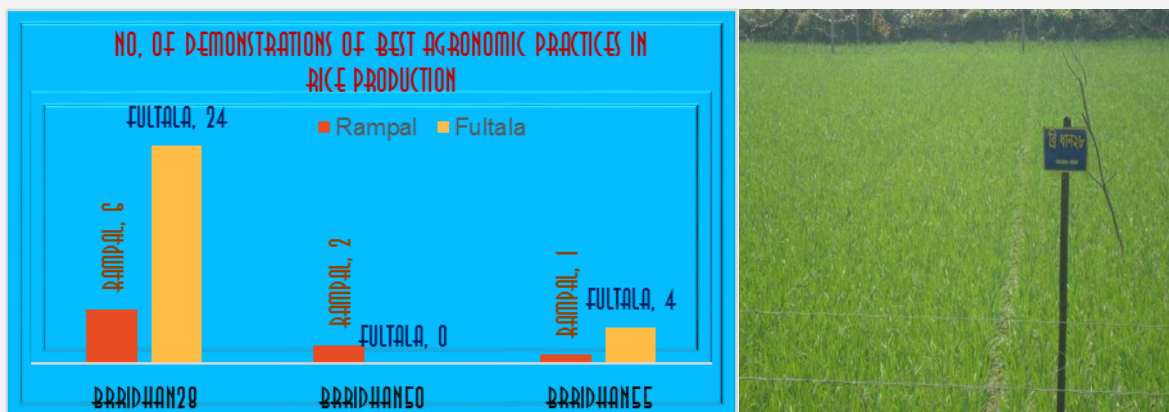 NO, OF DEMONSTRATIONS OF BEST AGRONOMIC PRACTICES IN
RICE PRODUCTION
Rampal Fultala
RAMPAL, 6
FULTALA, 24
RAMPAL, 2
FULTALA, 0
RAMPAL, 1
FULTALA, 4
BRRIDHAN28 BRRIDHAN50 BRRIDHAN55
ব্রি ধান২৮